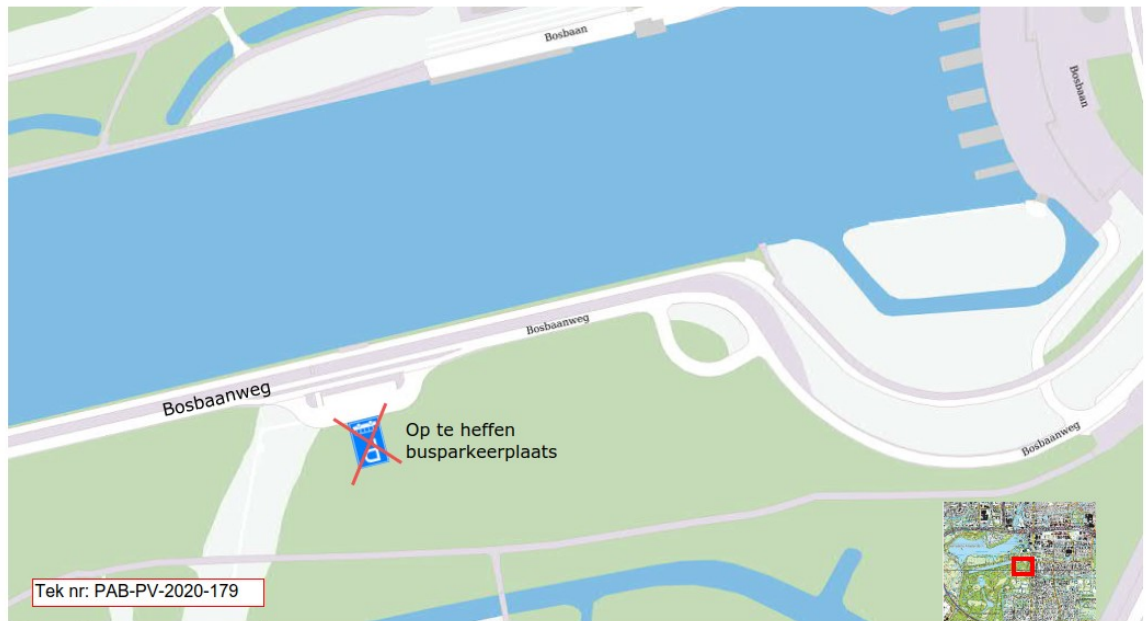 Bosbaan
Bosbaan
Bosbaanweg
Bosbaanweg
Op te heffen
busparkeerplaats
Bosbaanweg
Tek nr: PAB-PV-2020-179